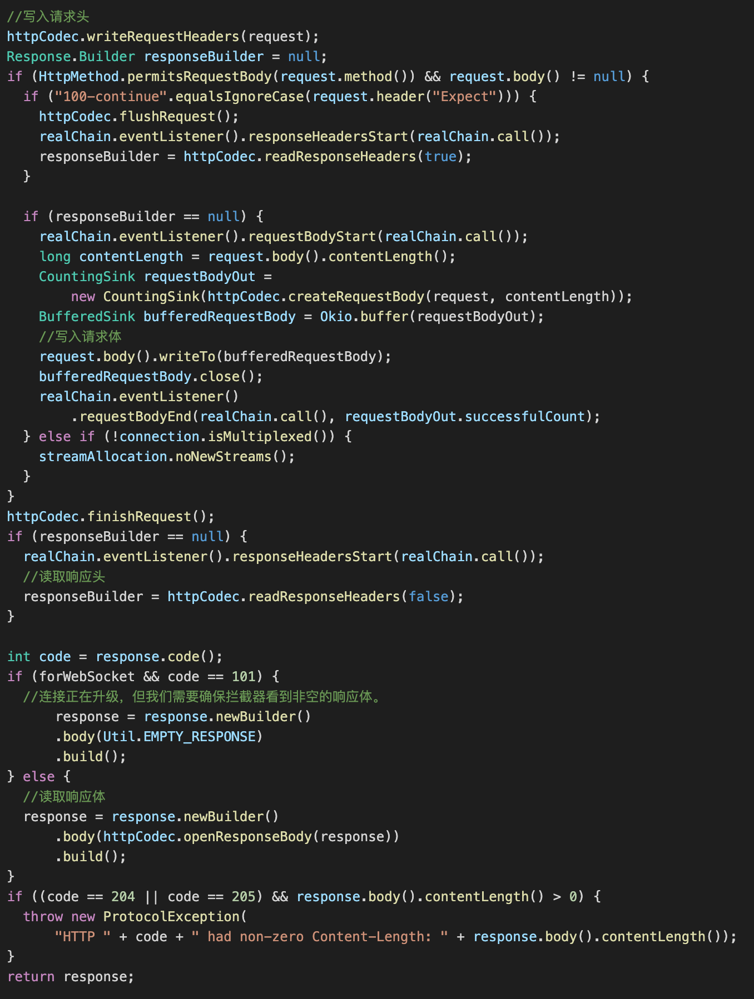 //写入请求头
httpCodec.writeRequestHeaders(request);
Response.Builder responseBuilder = null;
if (HttpMethod.permitsRequestBody(request.method()) && request.body() != null) {
  if ("100-continue".equalsIgnoreCase(request.header("Expect"))) {
    httpCodec.flushRequest();
    realChain.eventListener().responseHeadersStart(realChain.call());
    responseBuilder = httpCodec.readResponseHeaders(true);
  }

  if (responseBuilder == null) {
    realChain.eventListener().requestBodyStart(realChain.call());
    long contentLength = request.body().contentLength();
    CountingSink requestBodyOut =
        new CountingSink(httpCodec.createRequestBody(request, contentLength));
    BufferedSink bufferedRequestBody = Okio.buffer(requestBodyOut);
    //写入请求体
    request.body().writeTo(bufferedRequestBody);
    bufferedRequestBody.close();
    realChain.eventListener()
        .requestBodyEnd(realChain.call(), requestBodyOut.successfulCount);
  } else if (!connection.isMultiplexed()) {
    streamAllocation.noNewStreams();
  }
}
httpCodec.finishRequest();
if (responseBuilder == null) {
  realChain.eventListener().responseHeadersStart(realChain.call());
  //读取响应头
  responseBuilder = httpCodec.readResponseHeaders(false);
}

int code = response.code();
if (forWebSocket && code == 101) {
  //连接正在升级，但我们需要确保拦截器看到非空的响应体。
      response = response.newBuilder()
      .body(Util.EMPTY_RESPONSE)
      .build();
} else {
  //读取响应体
  response = response.newBuilder()
      .body(httpCodec.openResponseBody(response))
      .build();
}
if ((code == 204 || code == 205) && response.body().contentLength() > 0) {
  throw new ProtocolException(
      "HTTP " + code + " had non-zero Content-Length: " + response.body().contentLength());
}
return response;